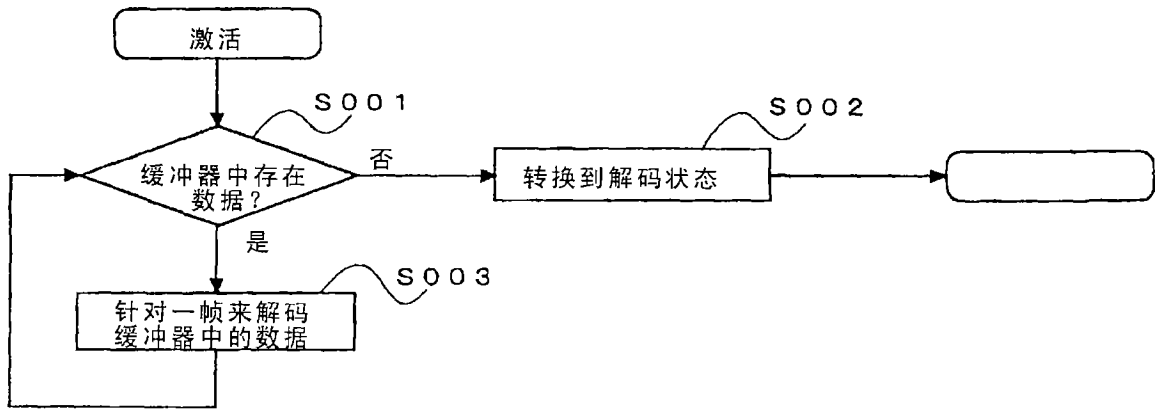 激活
S001
S002
缓冲器中存在
数据？
否
转换到解码状态
是
S003
针对一帧来解码
缓冲器中的数据